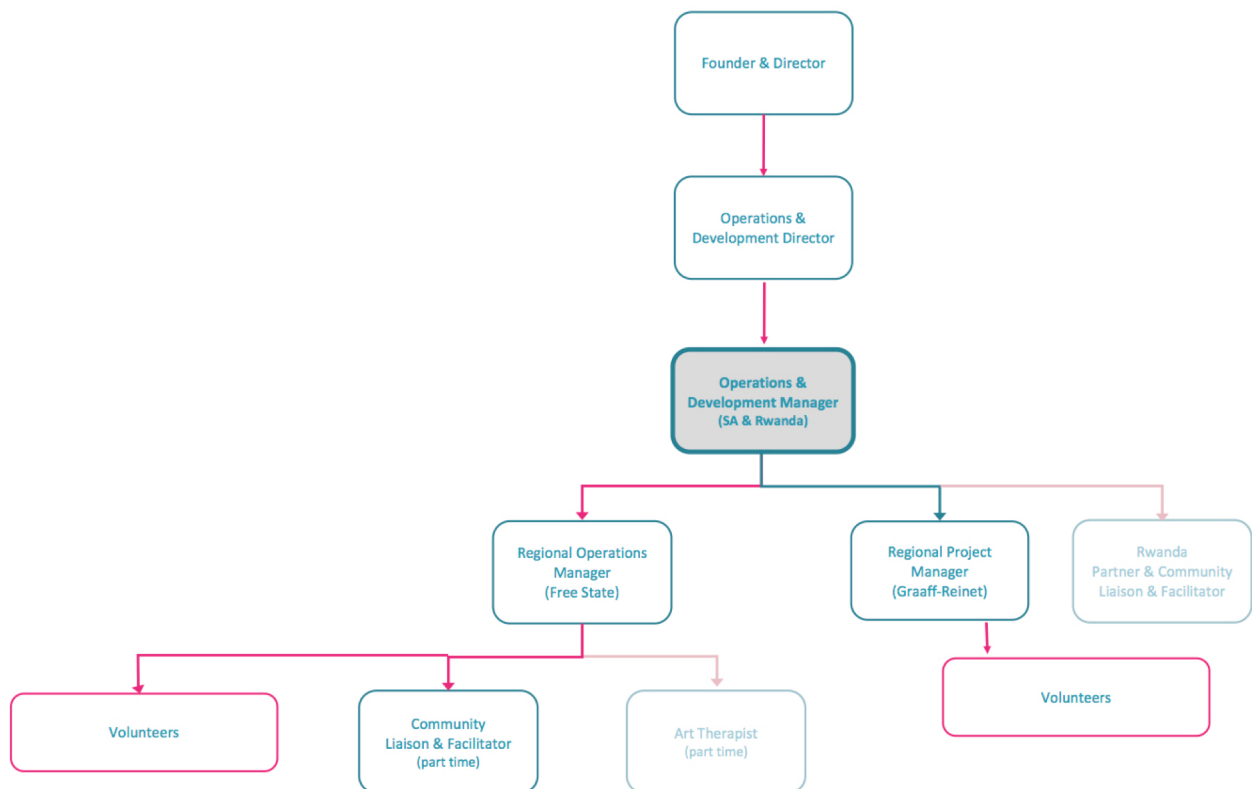 Founder & Director
Operations &
Development Director
Operations &
Development Manager
(SA & Rwanda)
Regional Operations
Manager
(Free State)
Regional Project
Manager
(Graaff-Reinet)
Rwanda
Partner & Community
Liaison & Facilitator
Volunteers
Community
Liaison & Facilitator
(part time)
Art Therapist
(part time)
Volunteers